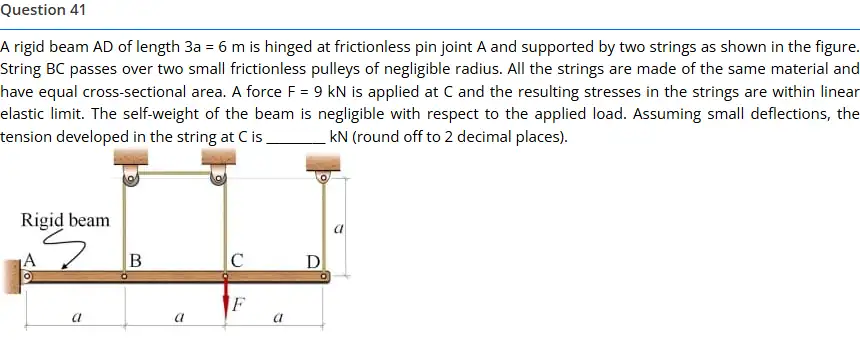 Question 41
A rigid beam AD of length 3a = 6 m is hinged at frictionless pin joint A and supported by two strings as shown in the figure.
String BC passes over two small frictionless pulleys of negligible radius. All the strings are made of the same material and
have equal cross-sectional area. A force F = 9 kN is applied at C and the resulting stresses in the strings are within linear
elastic limit. The self-weight of the beam is negligible with respect to the applied load. Assuming small deflections, the
tension developed in the string at C is ________ kN (round off to 2 decimal places).
Rigid beam
a
A
B
C
D
F
a
a
a